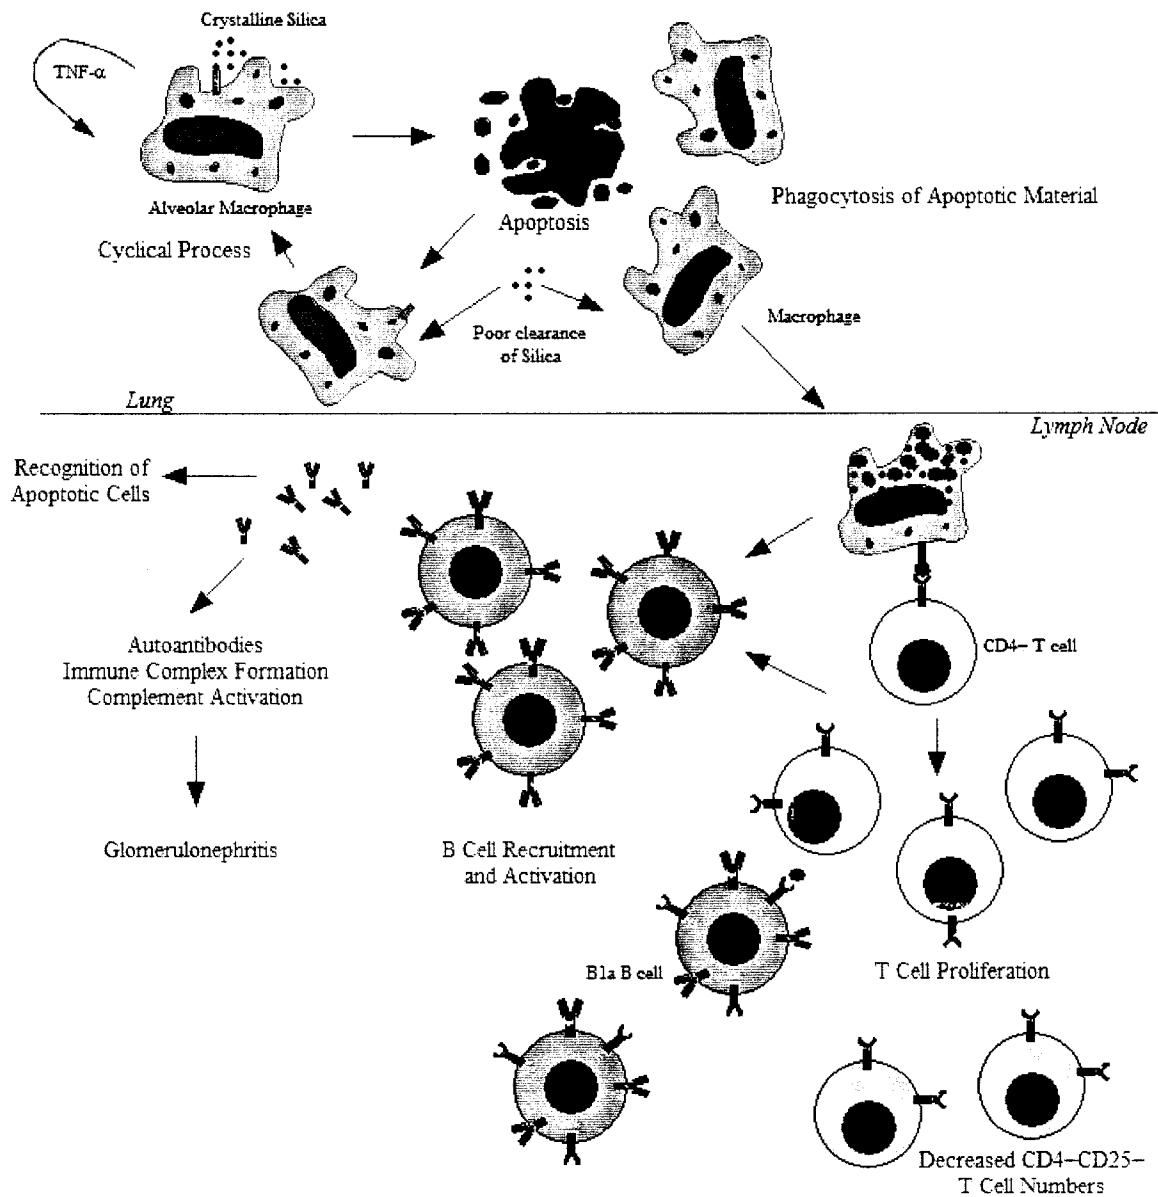 Crystalline Silica
TNF-α
Alveolar Macrophage
Cyclical Process
Apoptosis
Phagocytosis of Apoptotic Material
Poor clearance
of Silica
Macrophage
Lung
Lymph Node
Recognition of
Apoptotic Cells
CD4− T cell
Autoantibodies
Immune Complex Formation
Complement Activation
Glomerulonephritis
B Cell Recruitment
and Activation
B1a B cell
T Cell Proliferation
Decreased CD4−CD25−
T Cell Numbers